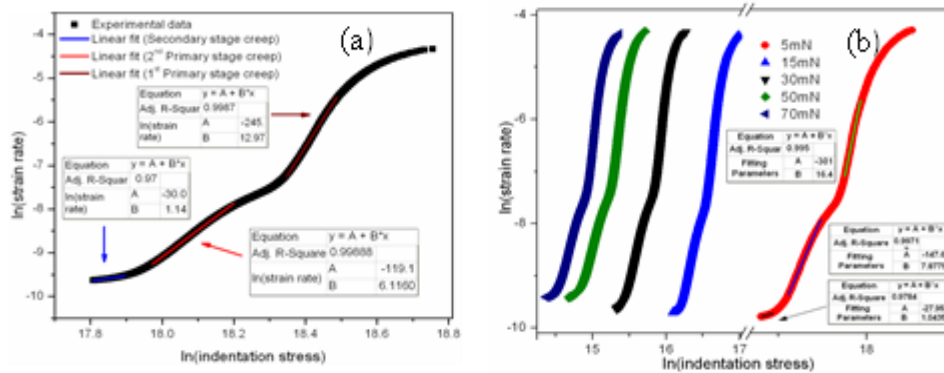 (a)
Experimental data
Linear fit (Secondary stage creep)
Linear fit (2nd Primary stage creep)
Linear fit (1st Primary stage creep)
Equation y = A + B*x
Adj. R-Squar 0.9987
ln(strain rate) A -245.
B 12.97
Equation y = A + B*x
Adj. R-Squar 0.97
ln(strain rate) A -30.0
B 1.14
Equation y = A + B*x
Adj. R-Square 0.99688
ln(strain rate) A -119.1
B 6.1160
ln(strain rate)
-4
-5
-6
-7
-8
-9
-10
17.8 18.0 18.2 18.4 18.6 18.8
ln(indentation stress)
(b)
5mN
15mN
30mN
50mN
70mN
Equation y = A + B*x
Adj. R-Squar 0.995
Fitting Parameters A -301
B 16.4
Equation y = A + B*x
Adj. R-Square 0.9971
Fitting Parameters A
B
Equation y = A + B*x
Adj. R-Square 0.9784
Fitting Parameters A
B
ln(strain rate)
-4
-6
-8
-10
15 16 17 18
ln(indentation stress)